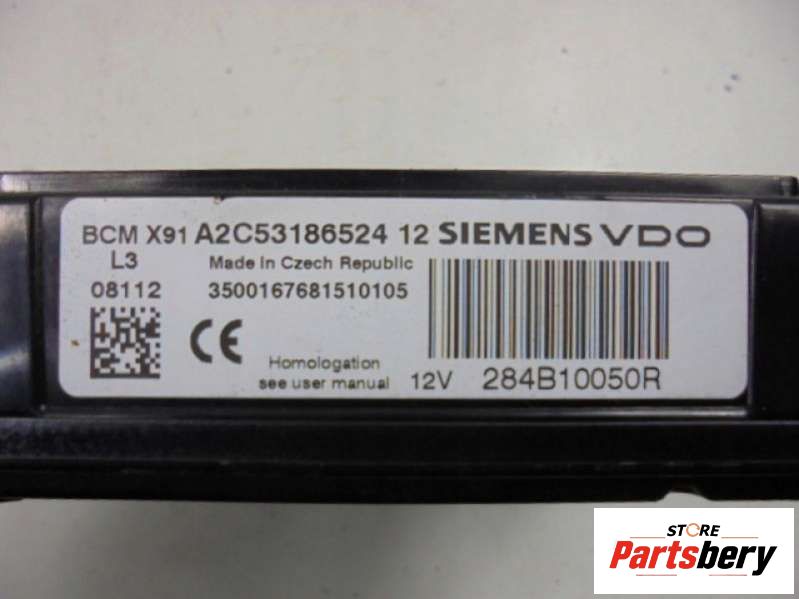 BCM X91 A2C53186524 12 SIEMENS VDO
L3 Made in Czech Republic
08112 3500167681510105
CE
Homologation
see user manual 12V 284B10050R
STORE
Partsbery